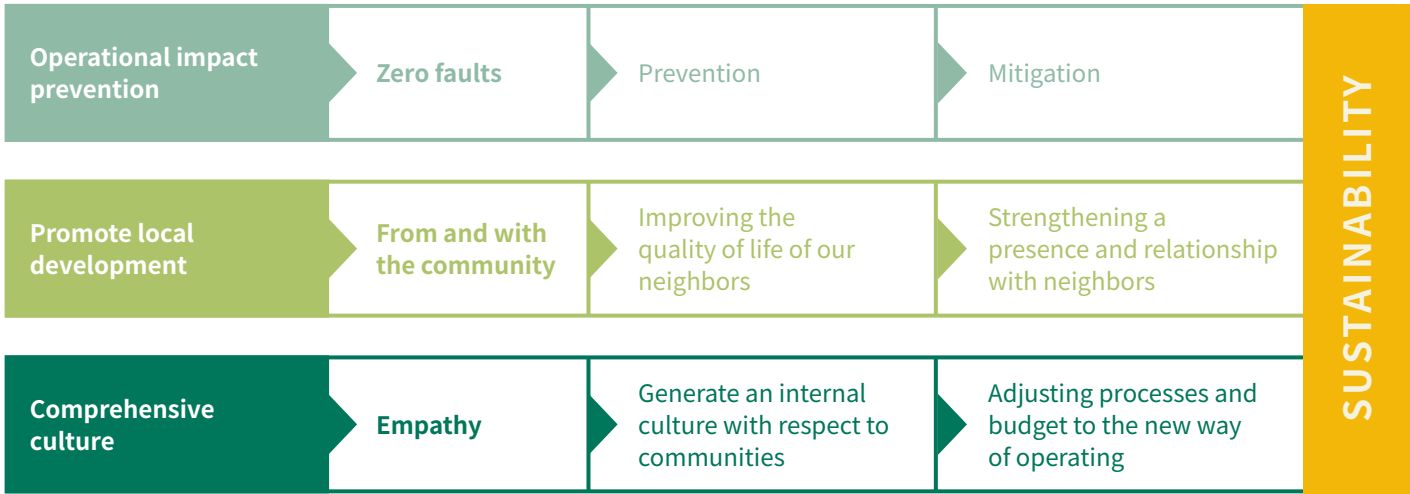 Operational impact
prevention
Zero faults
Prevention
Mitigation
Promote local
development
From and with
the community
Improving the
quality of life of our
neighbors
Strengthening a
presence and relationship
with neighbors
Comprehensive
culture
Empathy
Generate an internal
culture with respect to
communities
Adjusting processes and
budget to the new way
of operating
SUSTAINABILITY